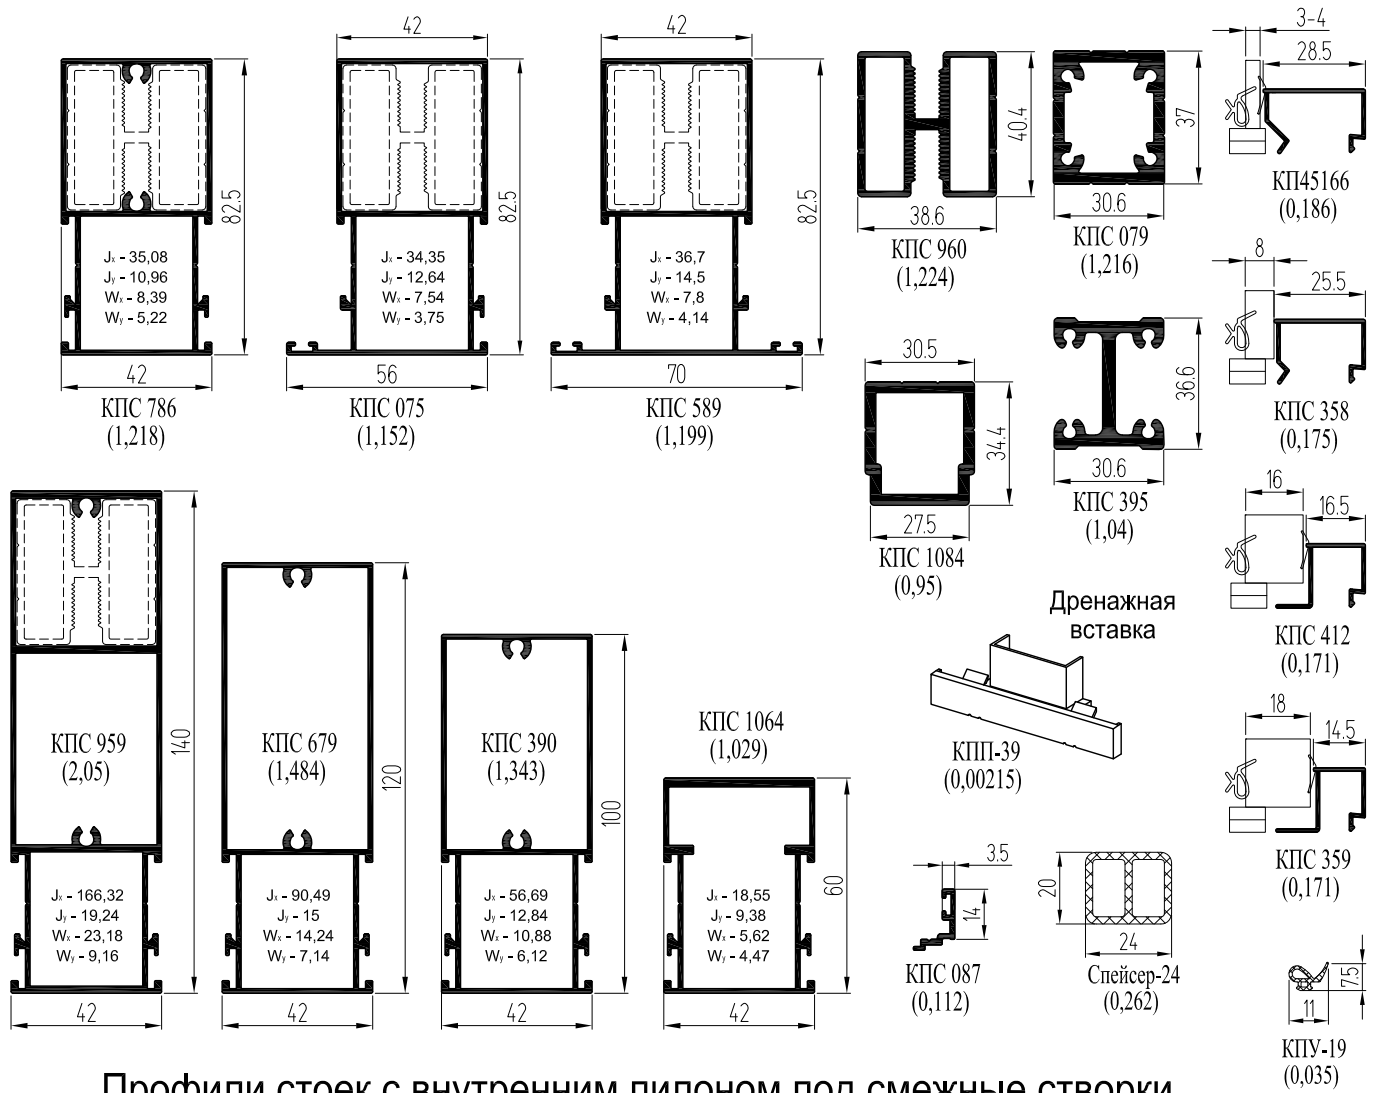 42
82.5
Jx - 35,08
Jy - 10,96
Wx - 8,39
Wy - 5,22
42
КПС 786
(1,218)
82.5
Jx - 34,35
Jy - 12,64
Wx - 7,54
Wy - 3,75
56
КПС 075
(1,152)
42
82.5
Jx - 36,7
Jy - 14,5
Wx - 7,8
Wy - 4,14
70
КПС 589
(1,199)
40.4
38.6
КПС 960
(1,224)
37
30.6
КПС 079
(1,216)
3-4
28.5
КП45166
(0,186)
30.5
34.4
27.5
КПС 1084
(0,95)
36.6
30.6
КПС 395
(1,04)
8
25.5
КПС 358
(0,175)
16
16.5
КПС 412
(0,171)
КПС 959
(2,05)
140
Jx - 166,32
Jy - 19,24
Wx - 23,18
Wy - 9,16
42
КПС 679
(1,484)
120
Jx - 90,49
Jy - 15
Wx - 14,24
Wy - 7,14
42
КПС 390
(1,343)
100
Jx - 56,69
Jy - 12,84
Wx - 10,88
Wy - 6,12
42
КПС 1064
(1,029)
60
Jx - 18,55
Jy - 9,38
Wx - 5,62
Wy - 4,47
42
Дренажная
вставка
КПП-39
(0,00215)
18
14.5
КПС 359
(0,171)
3.5
14
КПС 087
(0,112)
20
24
Спейсер-24
(0,262)
7.5
11
КПУ-19
(0,035)
Профили стоек с внутренним пилоном под смежные створки